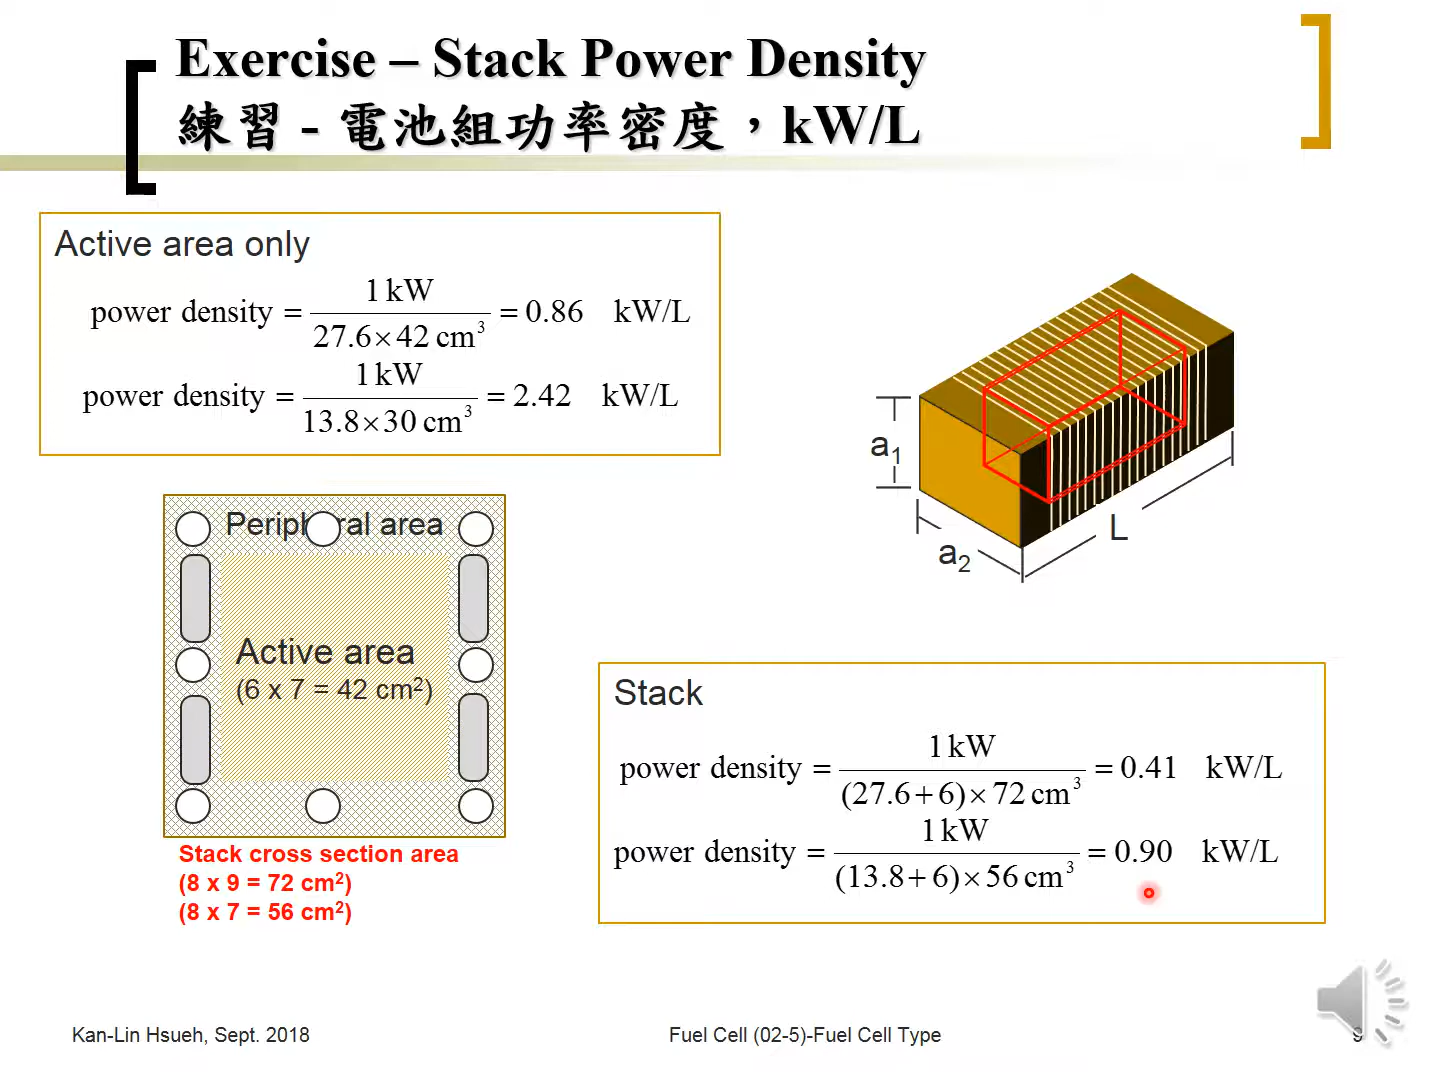 Exercise – Stack Power Density
練習 - 電池組功率密度，kW/L
Active area only
power density = 1 kW / 27.6 × 42 cm³ = 0.86 kW/L
power density = 1 kW / 13.8 × 30 cm³ = 2.42 kW/L
Peripheral area
Active area
(6 x 7 = 42 cm²)
Stack cross section area
(8 x 9 = 72 cm²)
(8 x 7 = 56 cm²)
a₁
a₂
L
Stack
power density = 1 kW / (27.6 + 6) × 72 cm³ = 0.41 kW/L
power density = 1 kW / (13.8 + 6) × 56 cm³ = 0.90 kW/L
Kan-Lin Hsueh, Sept. 2018
Fuel Cell (02-5)-Fuel Cell Type
9